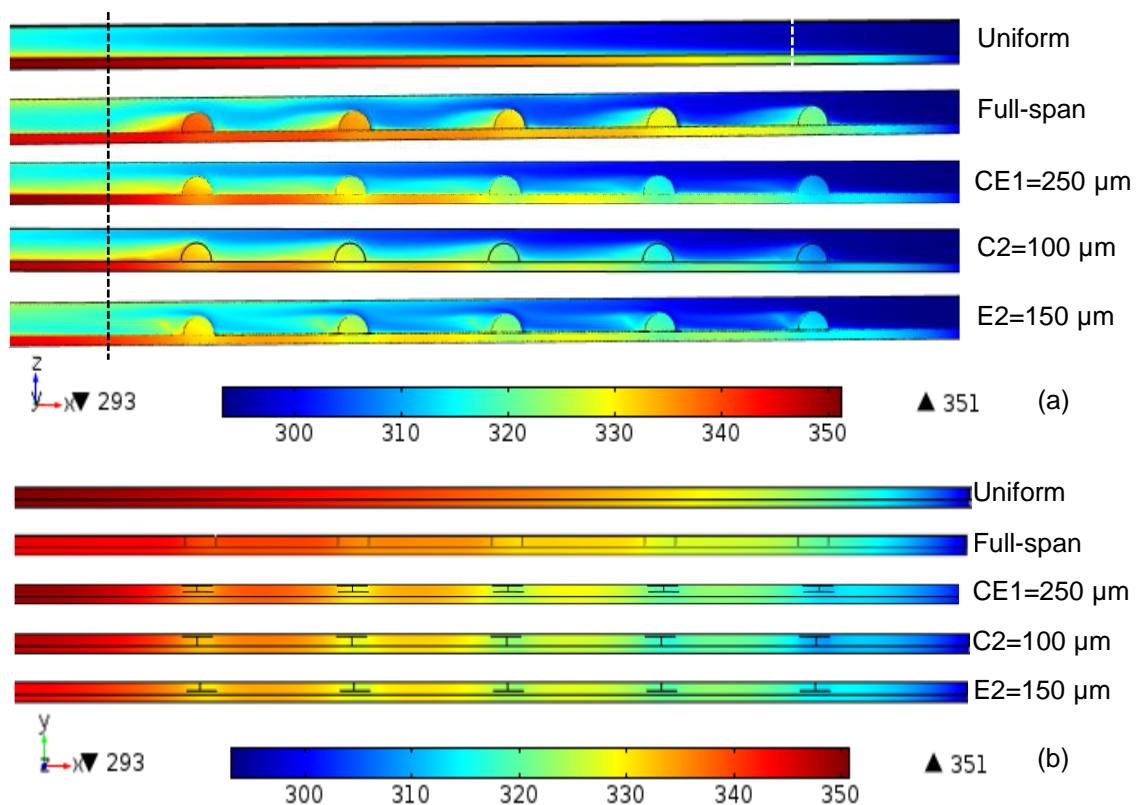 Uniform
Full-span
CE1=250 µm
C2=100 µm
E2=150 µm
z
y x ▼ 293 ▲ 351 (a)
300 310 320 330 340 350
Uniform
Full-span
CE1=250 µm
C2=100 µm
E2=150 µm
y
z x ▼ 293 ▲ 351 (b)
300 310 320 330 340 350